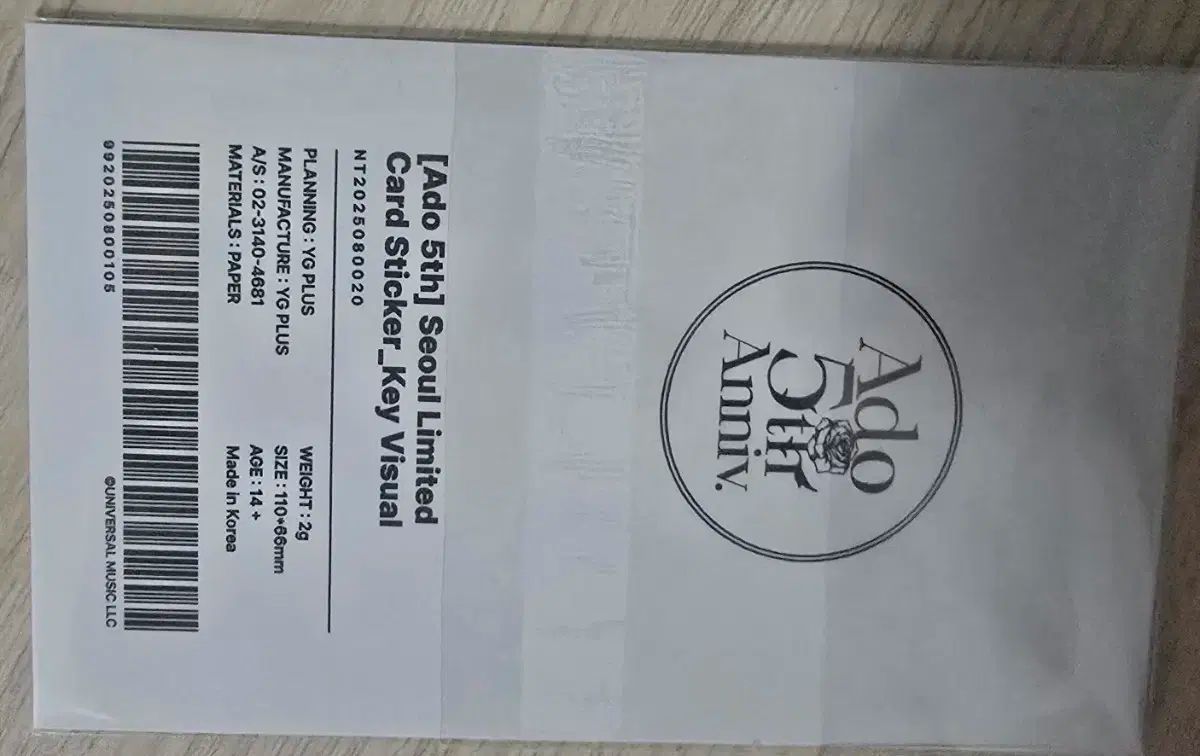 Ado
5th
Anniv.
[Ado 5th] Seoul Limited
Card Sticker_Key Visual
NT2025080020
PLANNING : YG PLUS
MANUFACTURE : YG PLUS
A/S : 02-3140-4681
MATERIALS : PAPER
WEIGHT : 2g
SIZE : 110*66mm
AGE : 14 +
Made in Korea
9920250800105
©UNIVERSAL MUSIC LLC